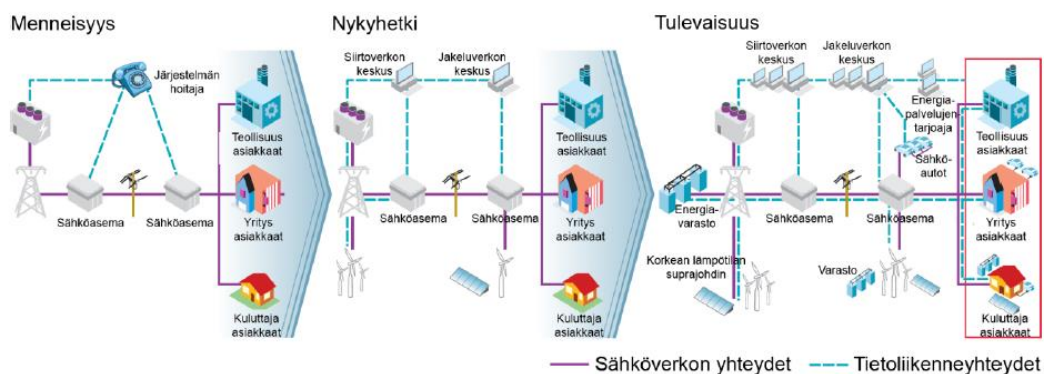 Menneisyys
Järjestelmän
hoitaja
Teollisuus
asiakkaat
Sähköasema
Sähköasema
Yritys
asiakkaat
Kuluttaja
asiakkaat
Nykyhetki
Siirtoverkon
keskus
Jakeluverkon
keskus
Teollisuus
asiakkaat
Sähköasema
Sähköasema
Yritys
asiakkaat
Kuluttaja
asiakkaat
Tulevaisuus
Siirtoverkon
keskus
Jakeluverkon
keskus
Energia-
palvelujen
tarjoaja
Teollisuus
asiakkaat
Sähkö-
autot
Energia-
varasto
Sähköasema
Sähköasema
Yritys
asiakkaat
Korkean lämpötilan
suprajohdin
Varasto
Kuluttaja
asiakkaat
Sähköverkon yhteydet
Tietoliikenneyhteydet